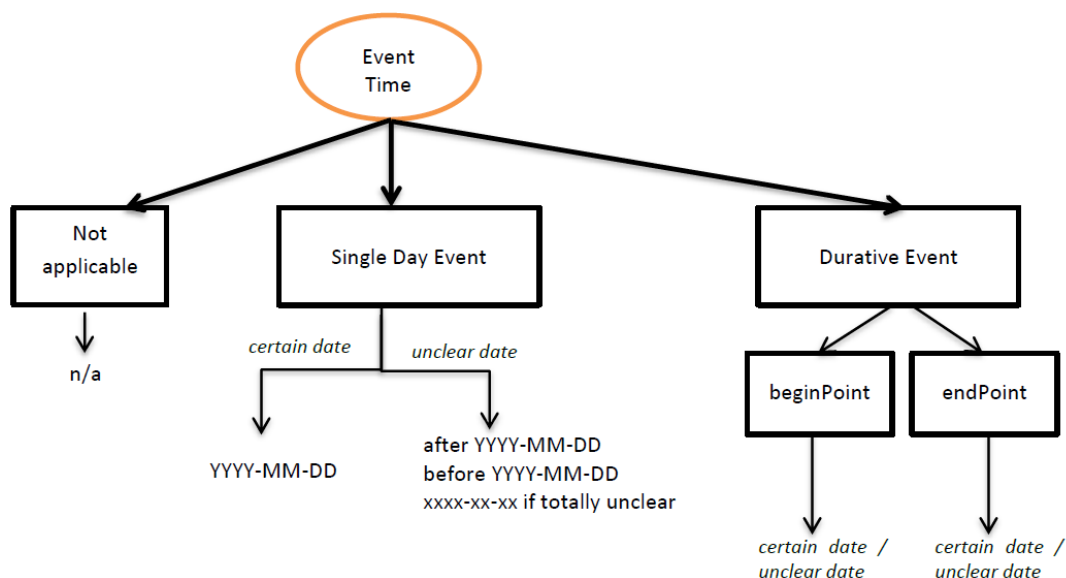 Event
Time
Not
applicable
Single Day Event
Durative Event
n/a
certain date
unclear date
beginPoint
endPoint
YYYY-MM-DD
after YYYY-MM-DD
before YYYY-MM-DD
xxxx-xx-xx if totally unclear
certain date /
unclear date
certain date /
unclear date